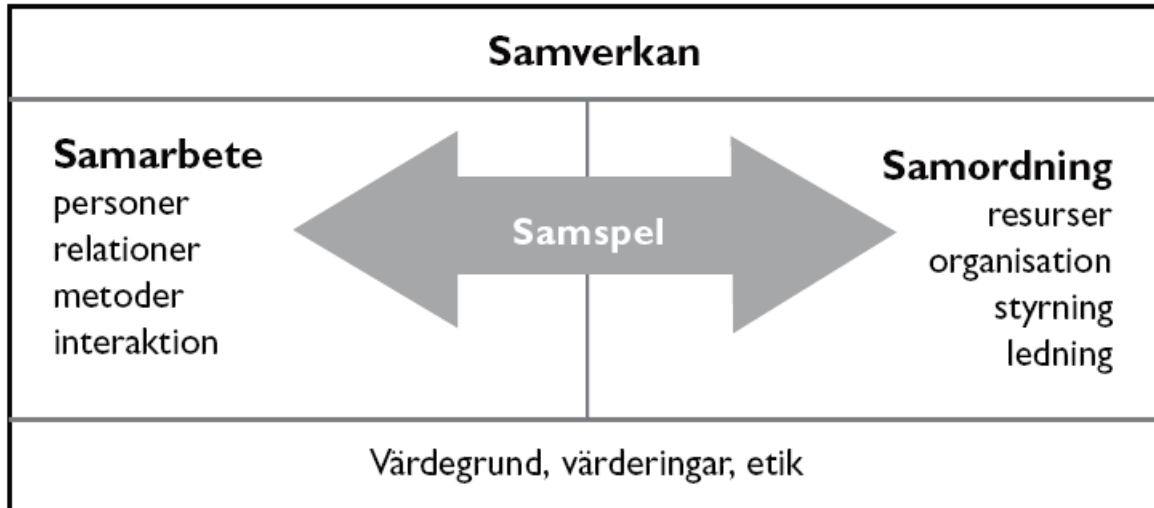 Samverkan
Samarbete
personer
relationer
metoder
interaktion
Samspel
Samordning
resurser
organisation
styrning
ledning
Värdegrund, värderingar, etik